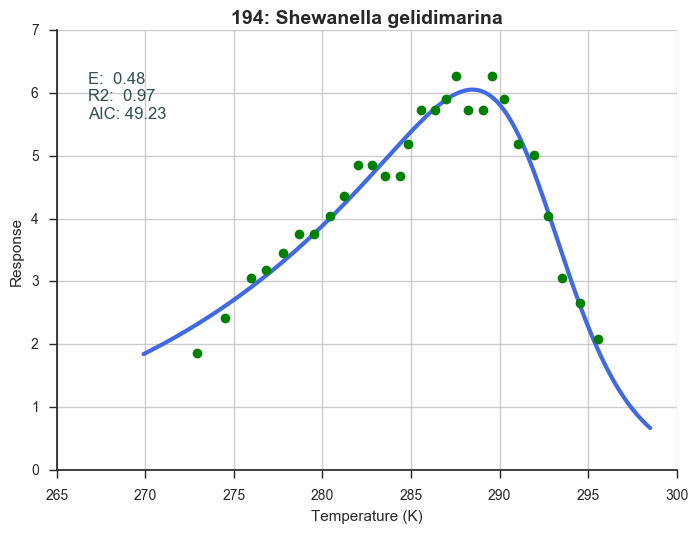 194: Shewanella gelidimarina
E:  0.48
R2:  0.97
AIC: 49.23
Response
7
6
5
4
3
2
1
0
265 270 275 280 285 290 295 300
Temperature (K)